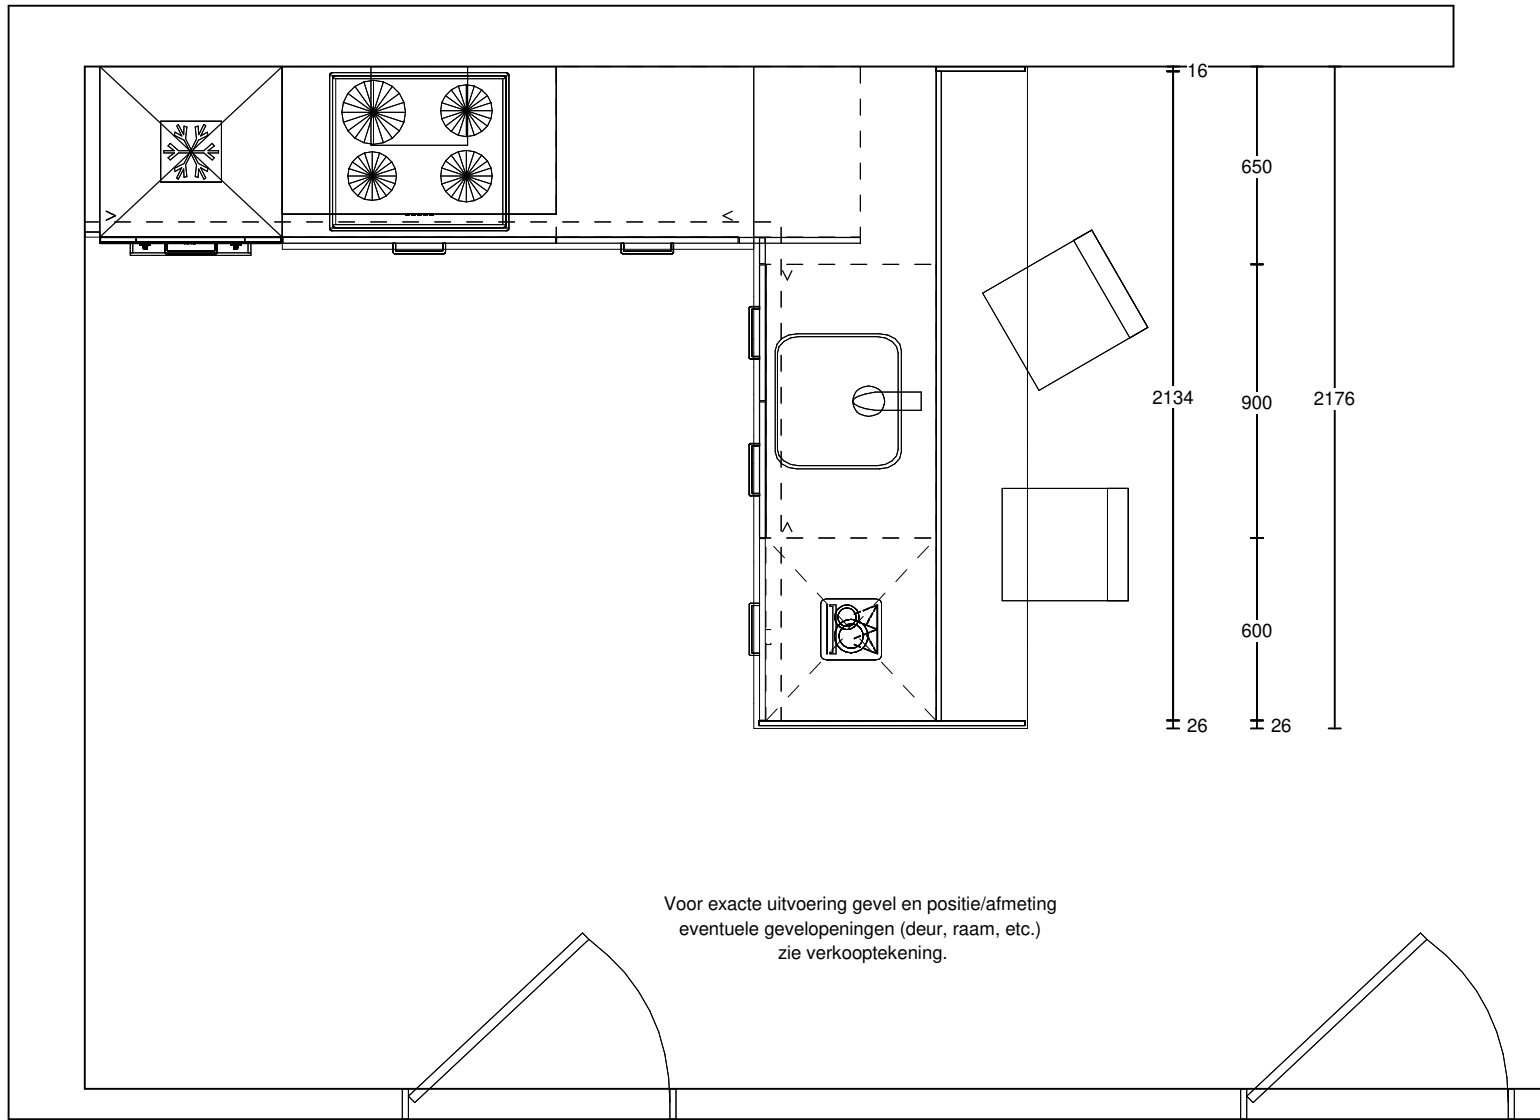 16
650
2134
900
2176
600
26
26
Voor exacte uitvoering gevel en positie/afmeting
eventuele gevelopeningen (deur, raam, etc.)
zie verkooptekening.